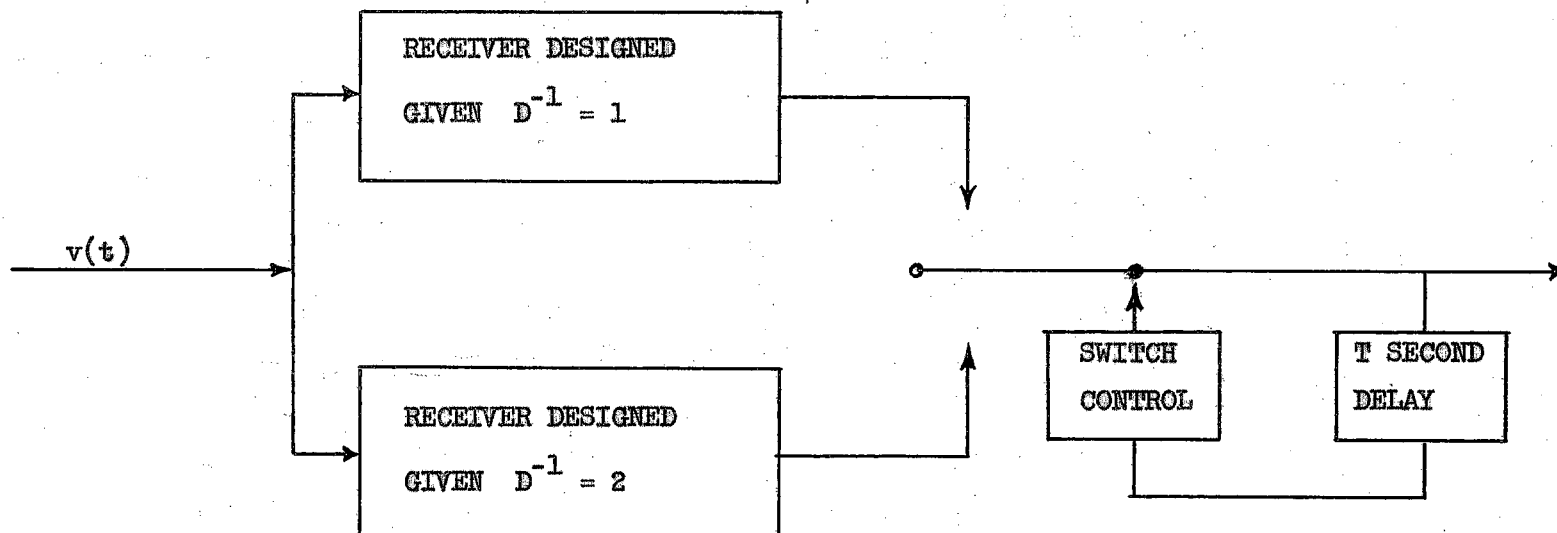 RECEIVER DESIGNED
GIVEN D^-1 = 1
v(t)
SWITCH
CONTROL
T SECOND
DELAY
RECEIVER DESIGNED
GIVEN D^-1 = 2